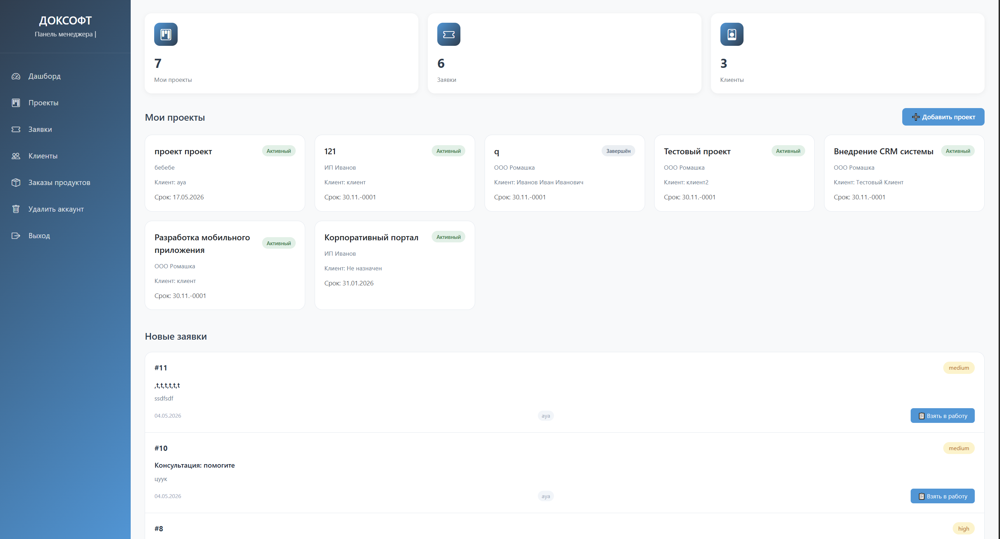 ДОКСОФТ
Панель менеджера |
Дашборд
Проекты
Заявки
Клиенты
Заказы продуктов
Удалить аккаунт
Выход
7
Мои проекты
6
Заявки
3
Клиенты
Мои проекты
Добавить проект
проект проект
Активный
бебебе
Клиент: ауа
Срок: 17.05.2026
121
Активный
ИП Иванов
Клиент: клиент
Срок: 30.11.-0001
q
Завершён
ООО Ромашка
Клиент: Иванов Иван Иванович
Срок: 30.11.-0001
Тестовый проект
Активный
ООО Ромашка
Клиент: клиент2
Срок: 30.11.-0001
Внедрение CRM системы
Активный
ООО Ромашка
Клиент: Тестовый Клиент
Срок: 30.11.-0001
Разработка мобильного
приложения
Активный
ООО Ромашка
Клиент: клиент
Срок: 30.11.-0001
Корпоративный портал
Активный
ИП Иванов
Клиент: Не назначен
Срок: 31.01.2026
Новые заявки
#11
medium
,t,t,t,t,t,t
ssdfsdf
04.05.2026
ауа
Взять в работу
#10
medium
Консультация: помогите
цуук
04.05.2026
ауа
Взять в работу
#8
high